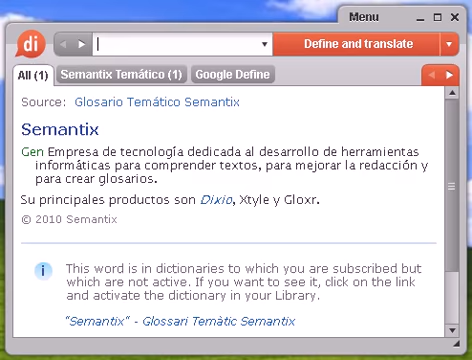 Menu
di
Define and translate
All (1)
Semantix Temático (1)
Google Define
Source: Glosario Temático Semantix
Semantix
Gen Empresa de tecnología dedicada al desarrollo de herramientas
informáticas para comprender textos, para mejorar la redacción y
para crear glosarios.
Su principales productos son Dixio, Xtyle y Gloxr.
© 2010 Semantix
i
This word is in dictionaries to which you are subscribed but
which are not active. If you want to see it, click on the link
and activate the dictionary in your Library.
"Semantix" - Glossari Temàtic Semantix